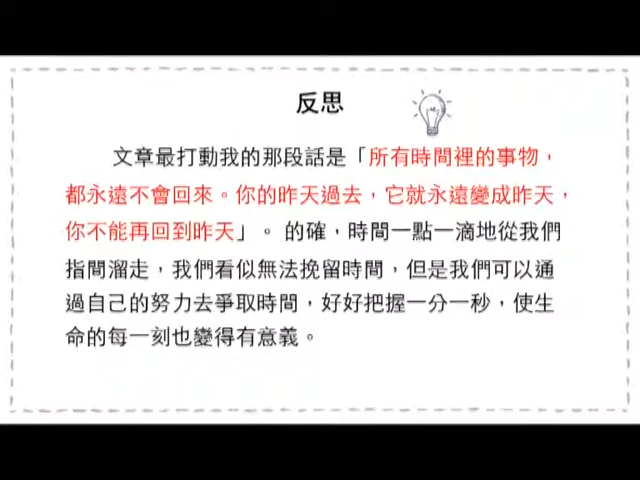 反思
文章最打動我的那段話是「所有時間裡的事物，
都永遠不會回來。你的昨天過去，它就永遠變成昨天，
你不能再回到昨天」。的確，時間一點一滴地從我們
指間溜走，我們看似無法挽留時間，但是我們可以通
過自己的努力去爭取時間，好好把握一分一秒，使生
命的每一刻也變得有意義。